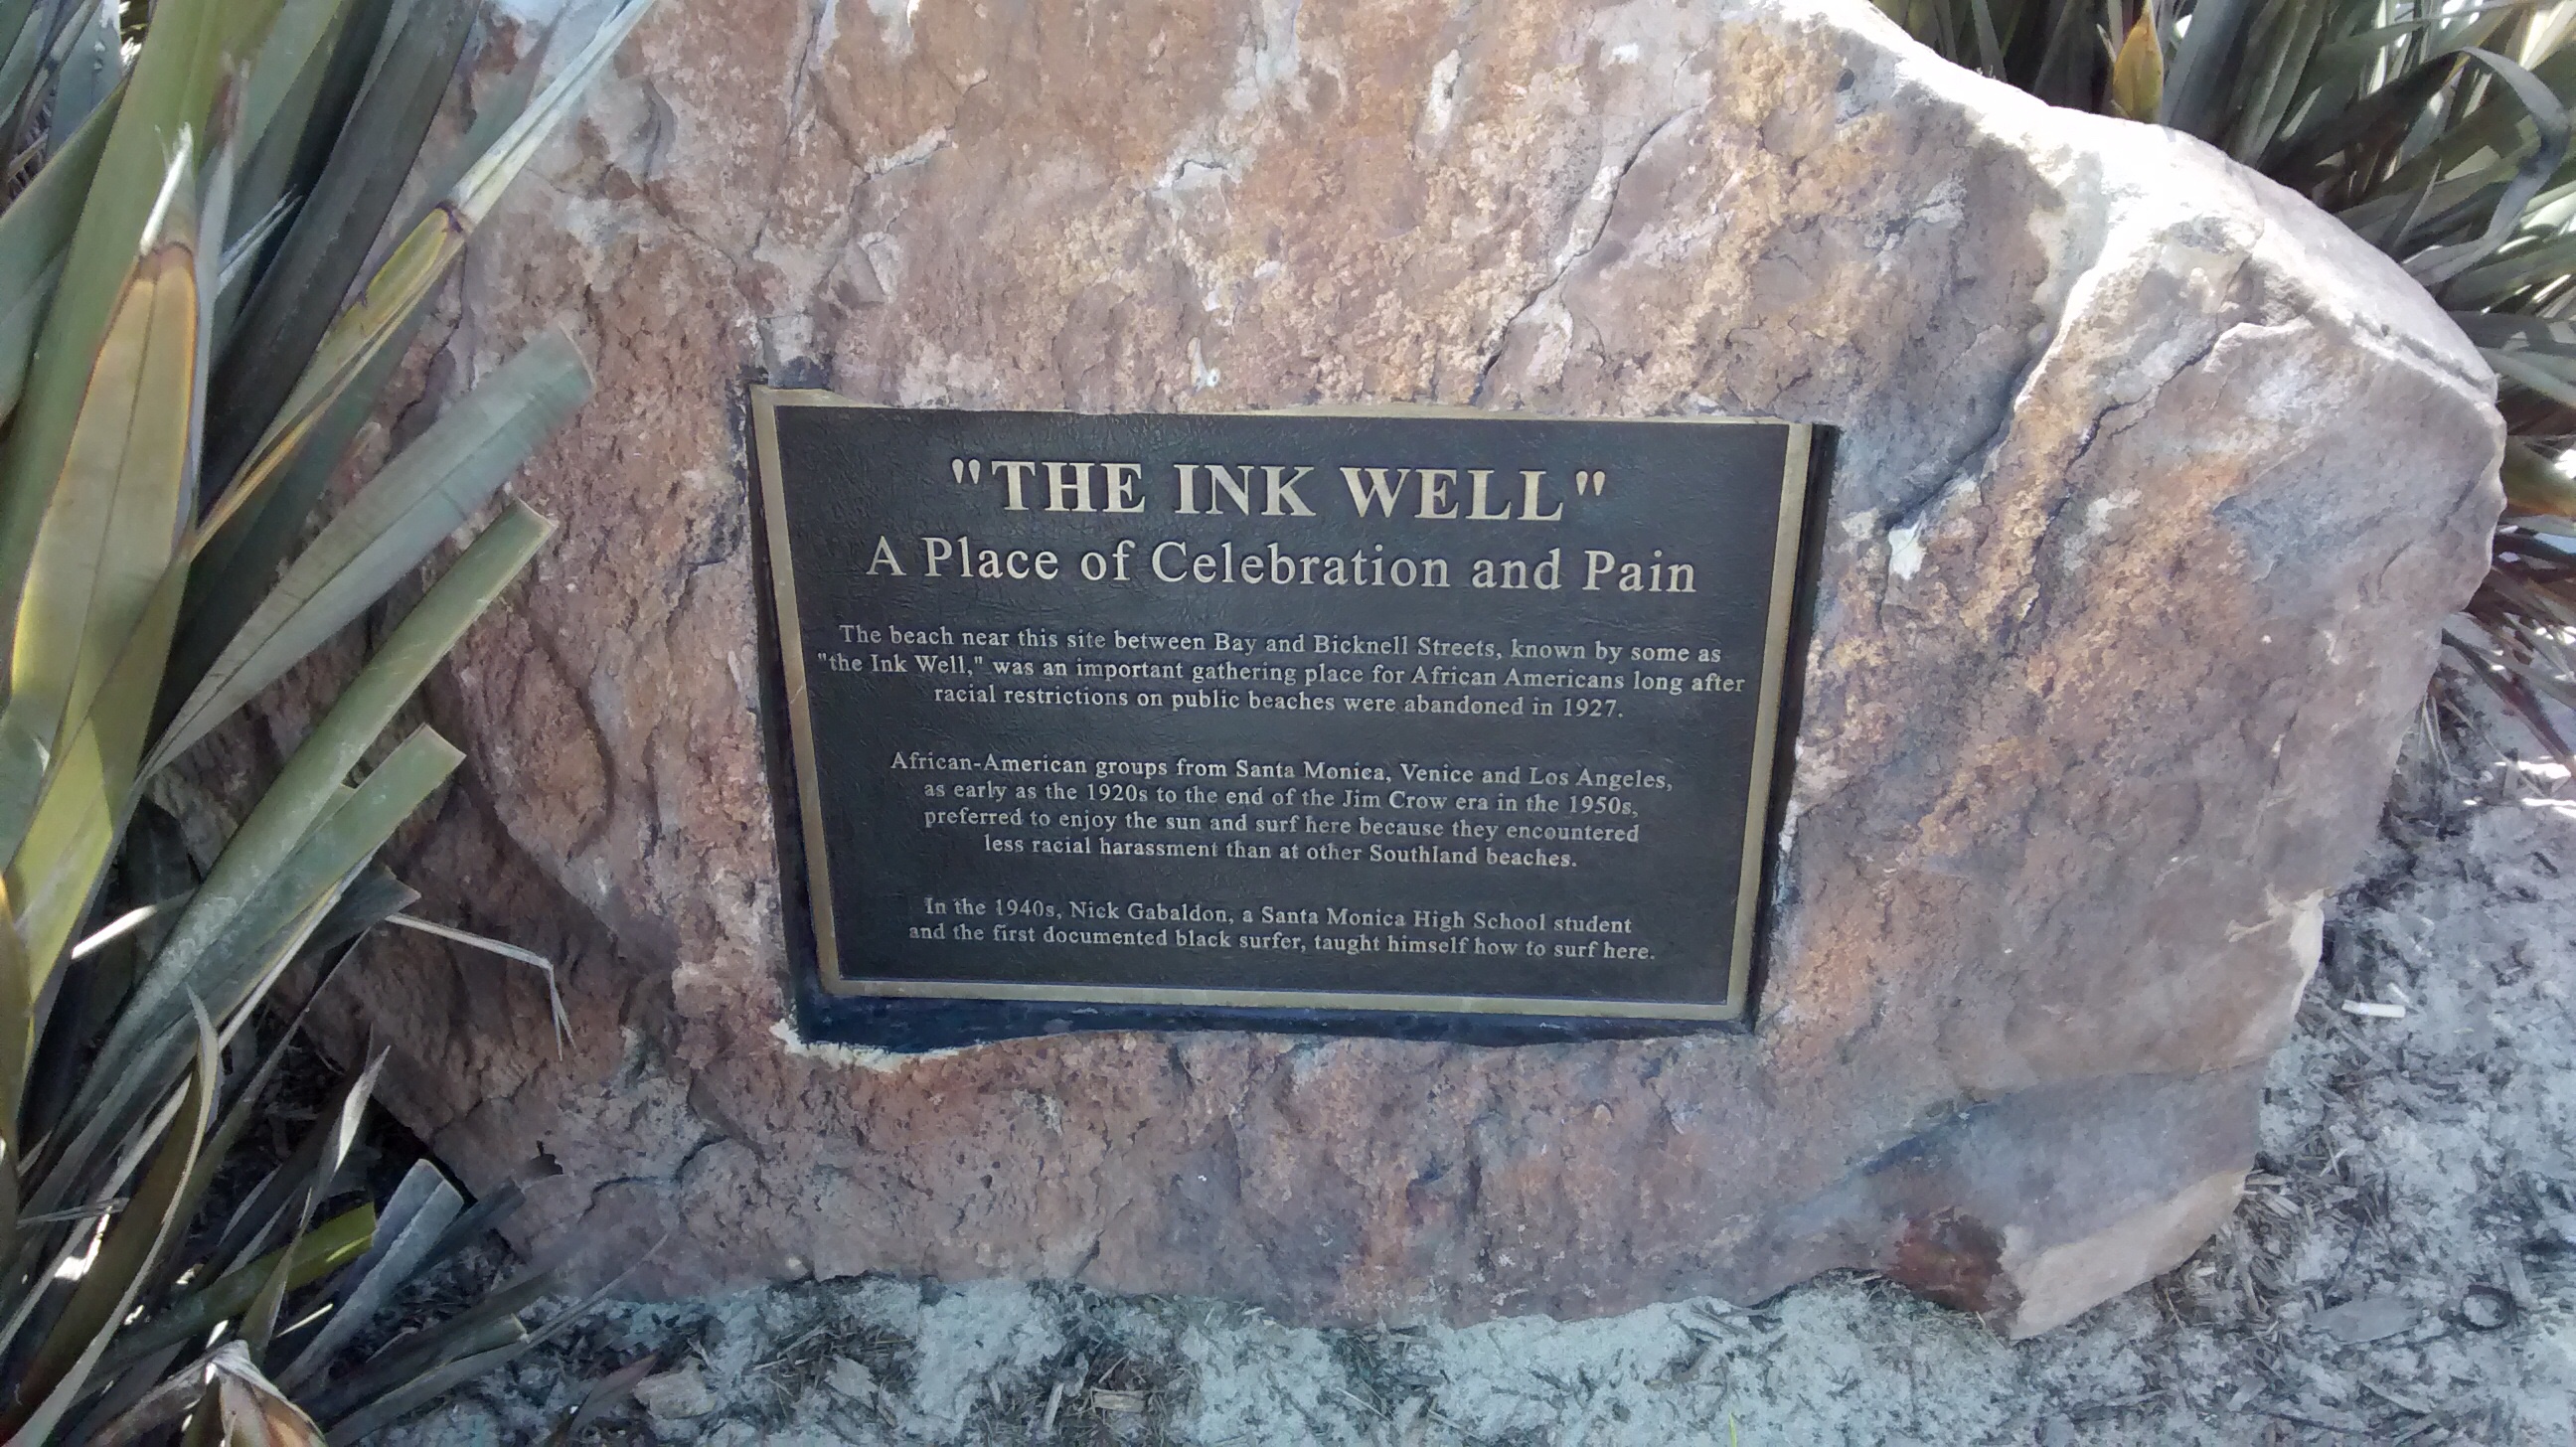 "THE INK WELL"
A Place of Celebration and Pain
The beach near this site between Bay and Bicknell Streets, known by some as
"the Ink Well," was an important gathering place for African Americans long after
racial restrictions on public beaches were abandoned in 1927.
African-American groups from Santa Monica, Venice and Los Angeles,
as early as the 1920s to the end of the Jim Crow era in the 1950s,
preferred to enjoy the sun and surf here because they encountered
less racial harassment than at other Southland beaches.
In the 1940s, Nick Gabaldon, a Santa Monica High School student
and the first documented black surfer, taught himself how to surf here.